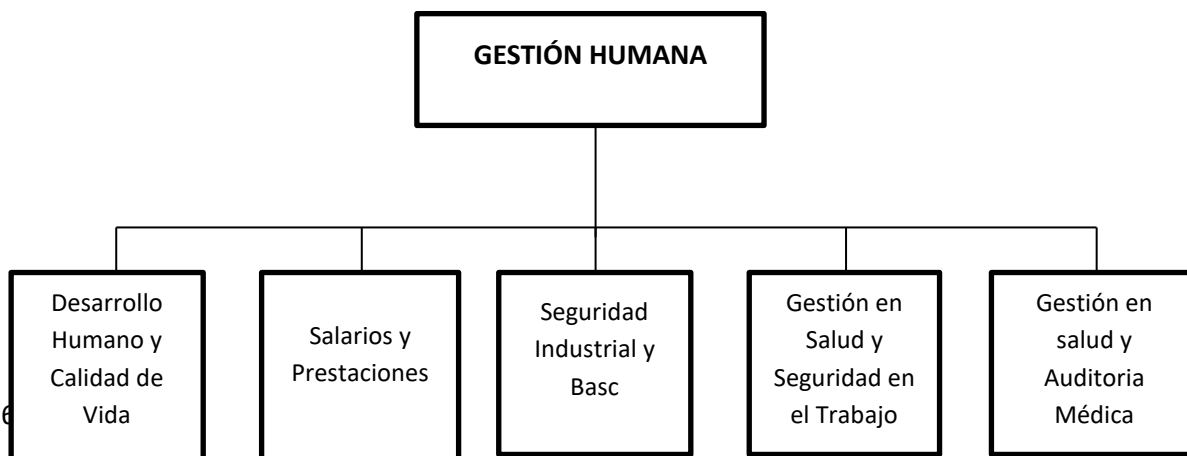 GESTIÓN HUMANA
Desarrollo
Humano y
Calidad de
Vida
Salarios y
Prestaciones
Seguridad
Industrial y
Basc
Gestión en
Salud y
Seguridad en
el Trabajo
Gestión en
salud y
Auditoria
Médica